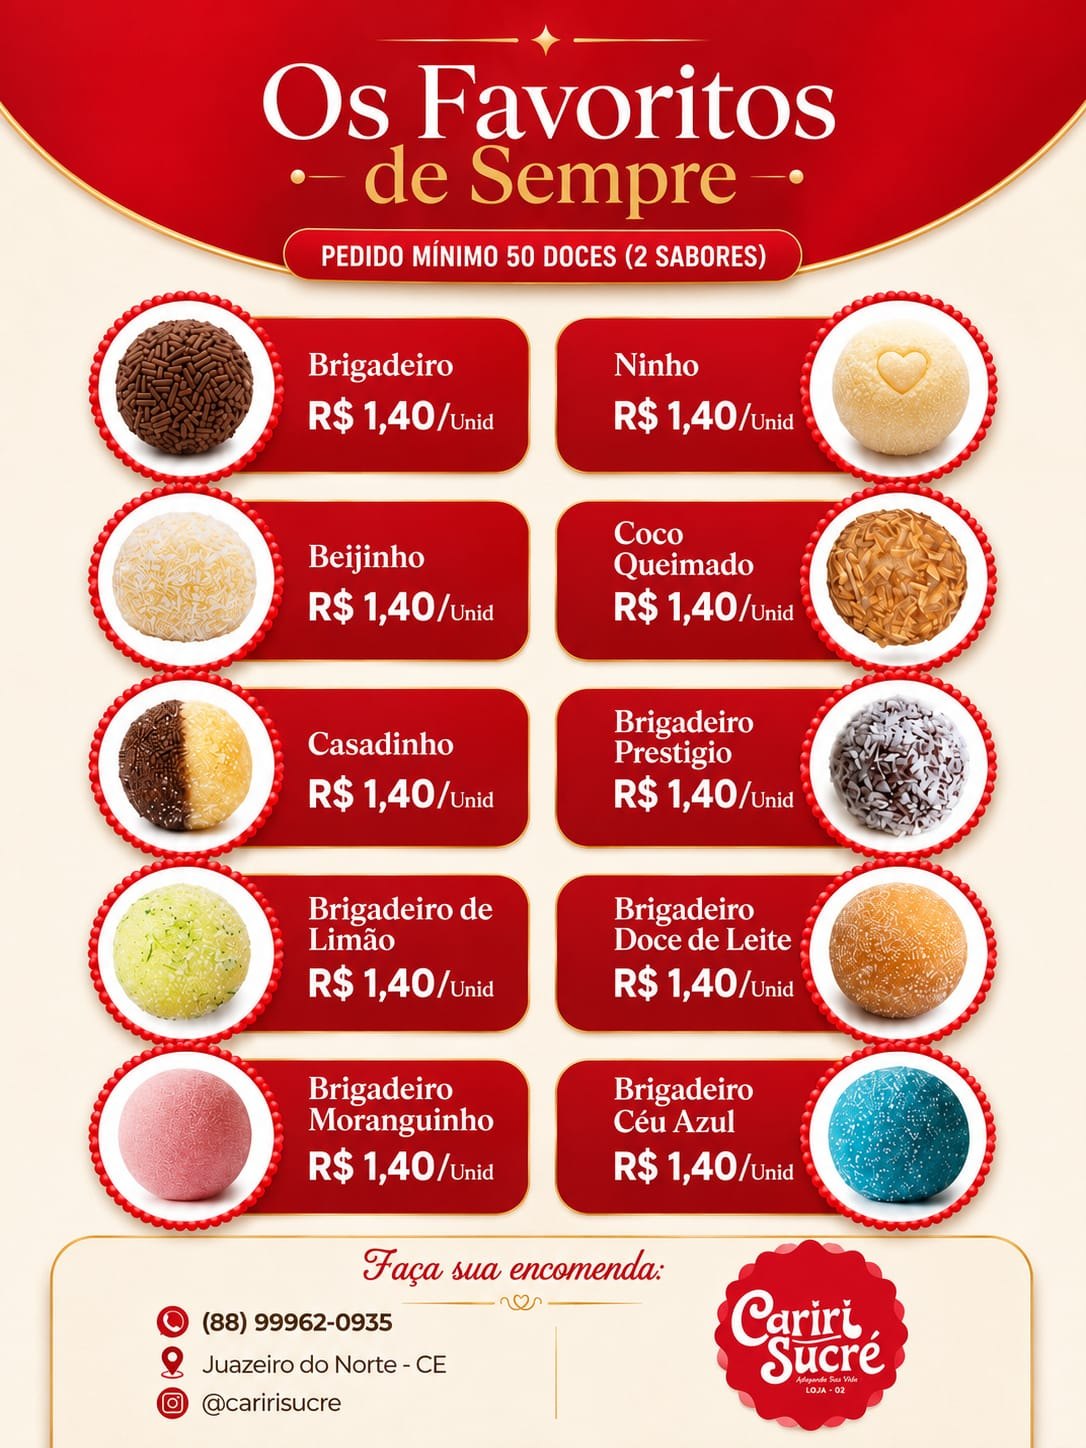 Os Favoritos
de Sempre
PEDIDO MÍNIMO 50 DOCES (2 SABORES)
Brigadeiro
R$ 1,40/Unid
Ninho
R$ 1,40/Unid
Beijinho
R$ 1,40/Unid
Coco
Queimado
R$ 1,40/Unid
Casadinho
R$ 1,40/Unid
Brigadeiro
Prestigio
R$ 1,40/Unid
Brigadeiro de
Limão
R$ 1,40/Unid
Brigadeiro
Doce de Leite
R$ 1,40/Unid
Brigadeiro
Moranguinho
R$ 1,40/Unid
Brigadeiro
Céu Azul
R$ 1,40/Unid
Faça sua encomenda:
(88) 99962-0935
Juazeiro do Norte - CE
@caririsucre
Cariri
Sucré
Adoçando Sua Vida
LOJA - 02